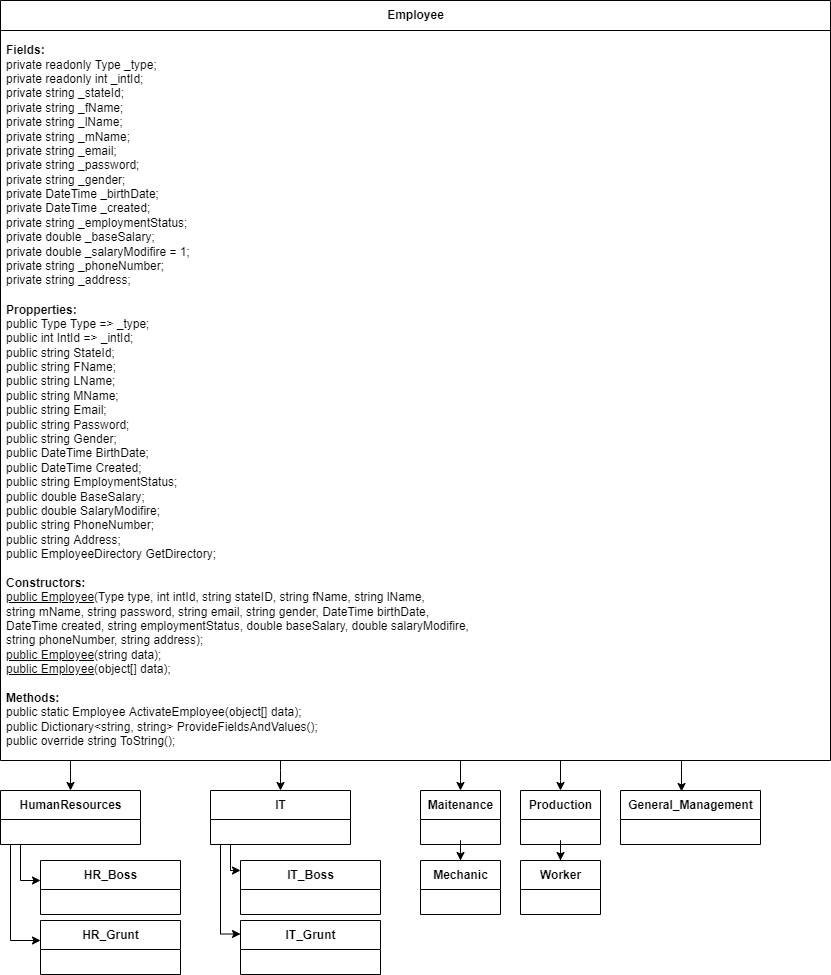 Employee
Fields:
private readonly Type _type;
private readonly int _intId;
private string _stateId;
private string _fName;
private string _lName;
private string _mName;
private string _email;
private string _password;
private string _gender;
private DateTime _birthDate;
private DateTime _created;
private string _employmentStatus;
private double _baseSalary;
private double _salaryModifire = 1;
private string _phoneNumber;
private string _address;
Propperties:
public Type Type => _type;
public int IntId => _intId;
public string StateId;
public string FName;
public string LName;
public string MName;
public string Email;
public string Password;
public string Gender;
public DateTime BirthDate;
public DateTime Created;
public string EmploymentStatus;
public double BaseSalary;
public double SalaryModifire;
public string PhoneNumber;
public string Address;
public EmployeeDirectory GetDirectory;
Constructors:
public Employee(Type type, int intId, string stateID, string fName, string lName,
string mName, string password, string email, string gender, DateTime birthDate,
DateTime created, string employmentStatus, double baseSalary, double salaryModifire,
string phoneNumber, string address);
public Employee(string data);
public Employee(object[] data);
Methods:
public static Employee ActivateEmployee(object[] data);
public Dictionary<string, string> ProvideFieldsAndValues();
public override string ToString();
HumanResources
IT
Maitenance
Production
General_Management
HR_Boss
IT_Boss
Mechanic
Worker
HR_Grunt
IT_Grunt